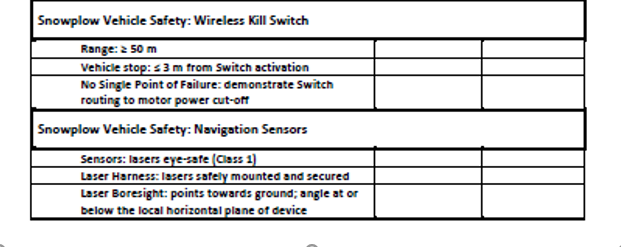 Snowplow Vehicle Safety: Wireless Kill Switch
Range: ≥ 50 m
Vehicle stop: ≤ 3 m from Switch activation
No Single Point of Failure: demonstrate Switch
routing to motor power cut-off
Snowplow Vehicle Safety: Navigation Sensors
Sensors: lasers eye-safe (Class 1)
Laser Harness: lasers safely mounted and secured
Laser Boresight: points towards ground; angle at or
below the local horizontal plane of device